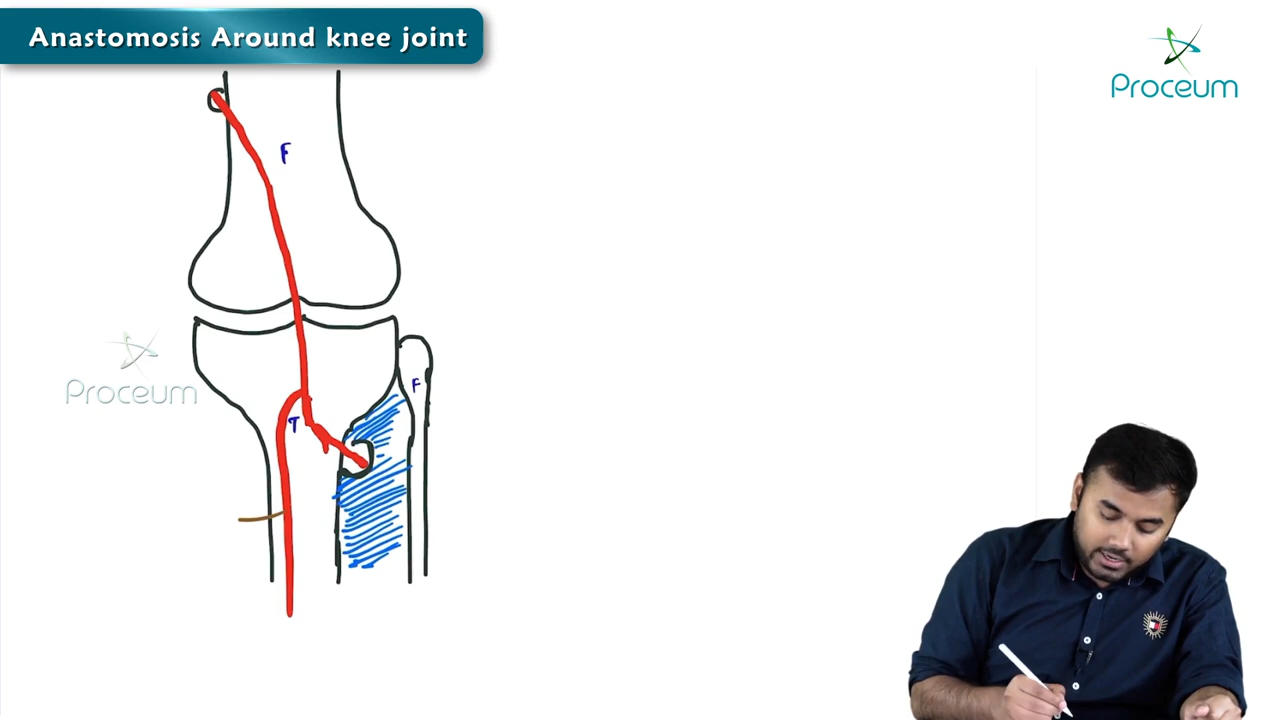 Anastomosis Around knee joint
Proceum
F
Proceum
F
T